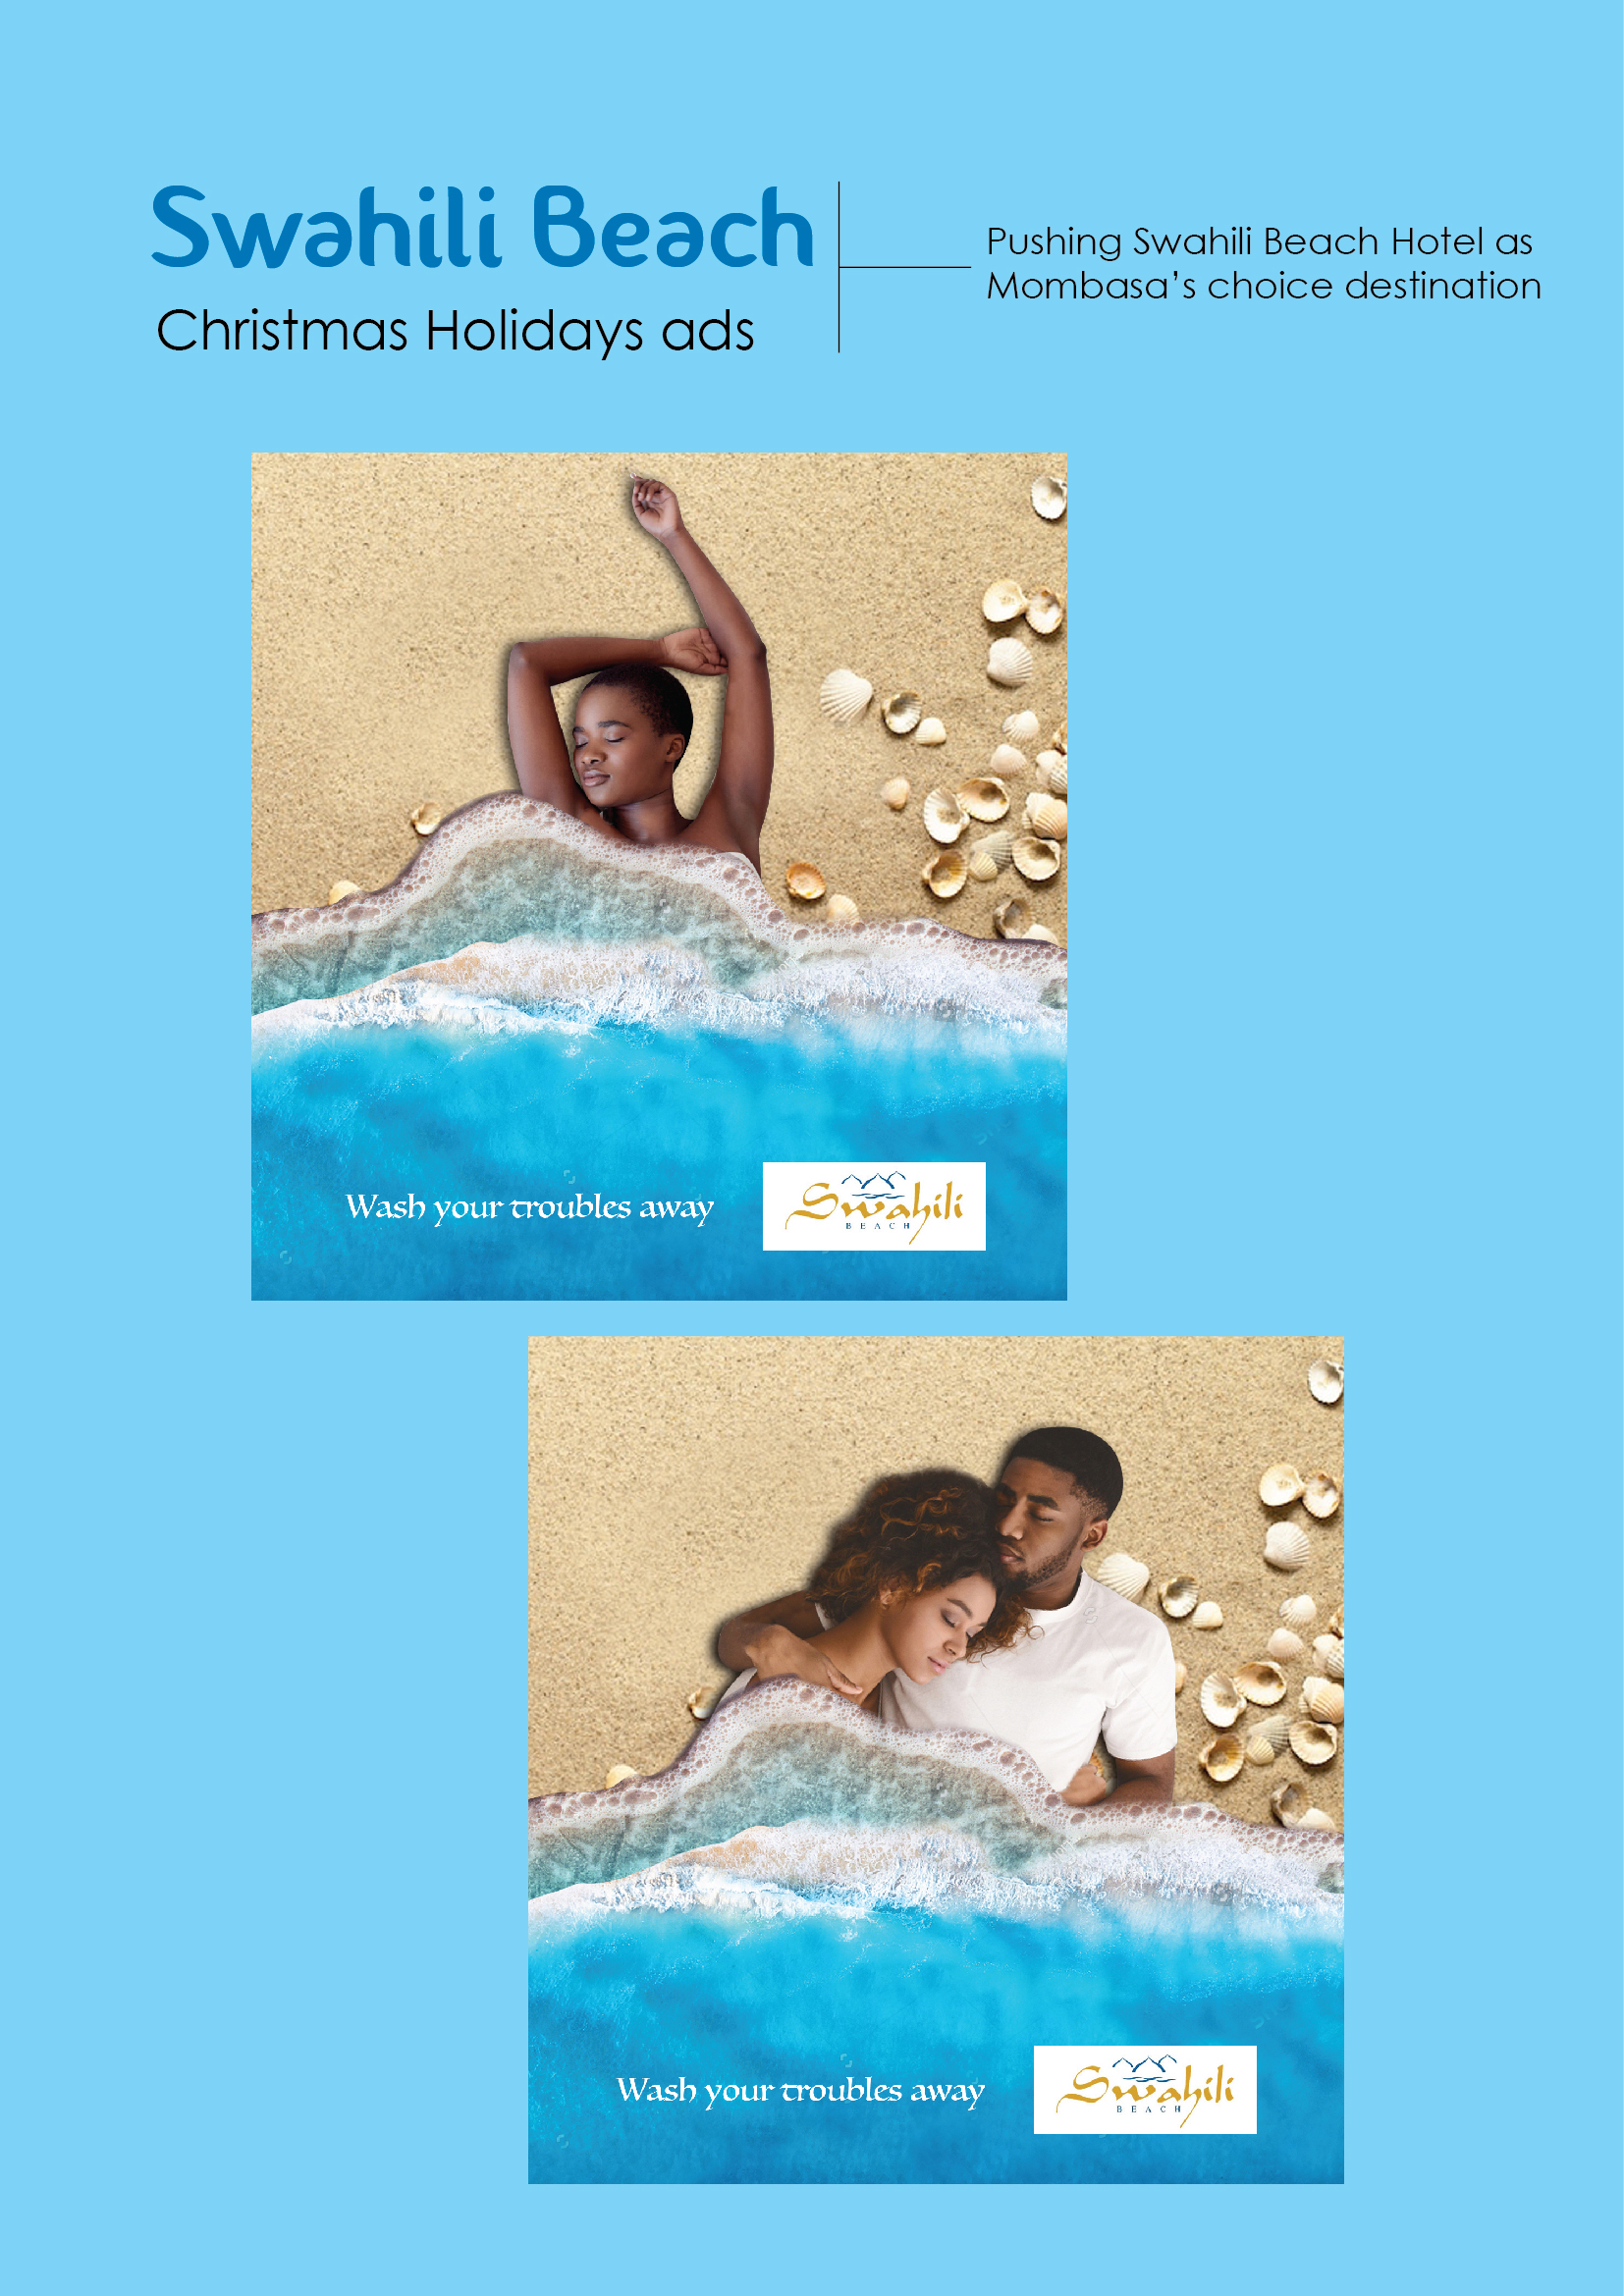 Swahili Beach
Christmas Holidays ads
Pushing Swahili Beach Hotel as
Mombasa's choice destination
Wash your troubles away
Swahili
BEACH
Wash your troubles away
Swahili
BEACH